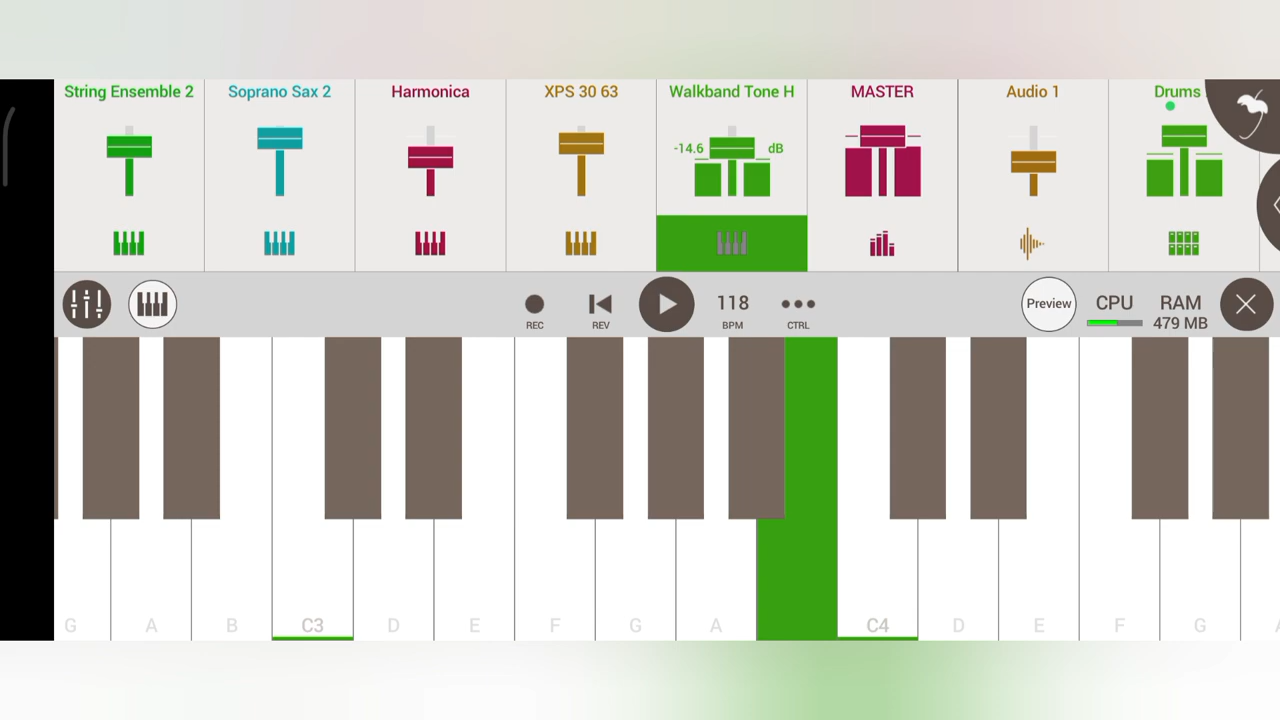 String Ensemble 2
Soprano Sax 2
Harmonica
XPS 30 63
Walkband Tone H
MASTER
Audio 1
Drums
-14.6 dB
REC
REV
118
BPM
CTRL
Preview
CPU
RAM
479 MB
G A B C3 D E F G A C4 D E F G